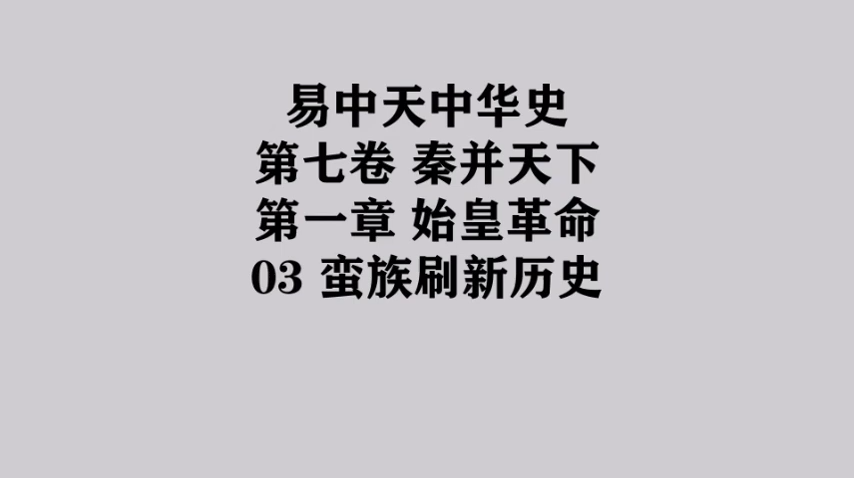 易中天中华史
第七卷 秦并天下
第一章 始皇革命
03 蛮族刷新历史